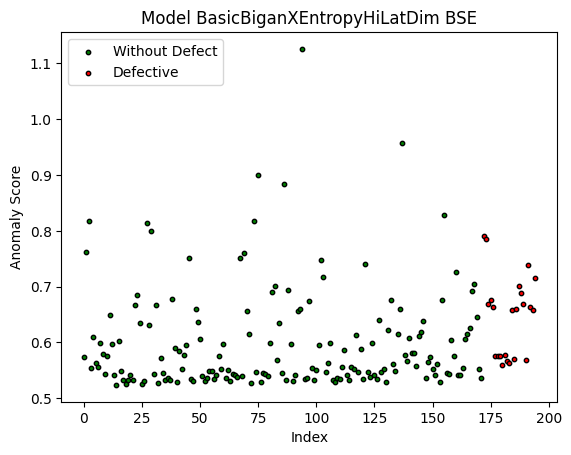 Model BasicBiganXEntropyHiLatDim BSE
Without Defect
Defective
Anomaly Score
1.1
1.0
0.9
0.8
0.7
0.6
0.5
0 25 50 75 100 125 150 175 200
Index